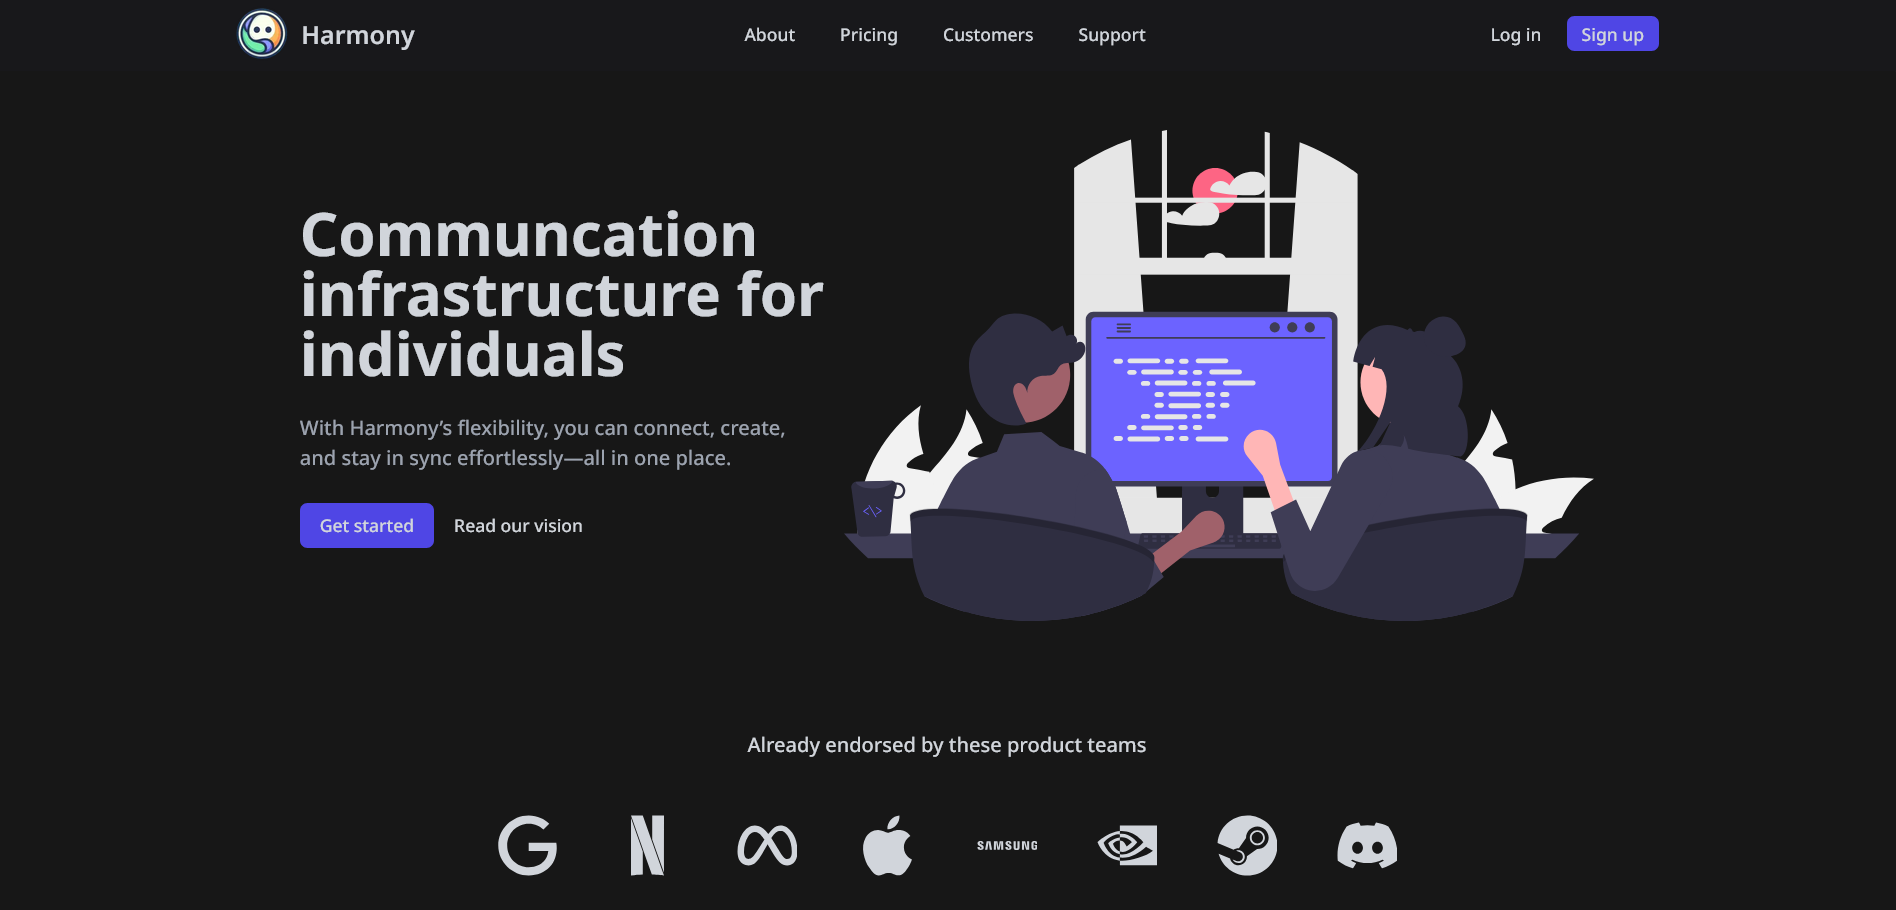 Harmony
About
Pricing
Customers
Support
Log in
Sign up
Communcation
infrastructure for
individuals
With Harmony’s flexibility, you can connect, create,
and stay in sync effortlessly—all in one place.
Get started
Read our vision
</>
Already endorsed by these product teams
SAMSUNG